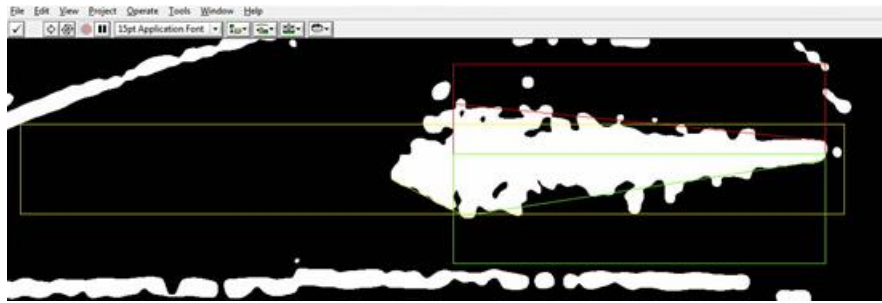 File Edit View Project Operate Tools Window Help
15pt Application Font